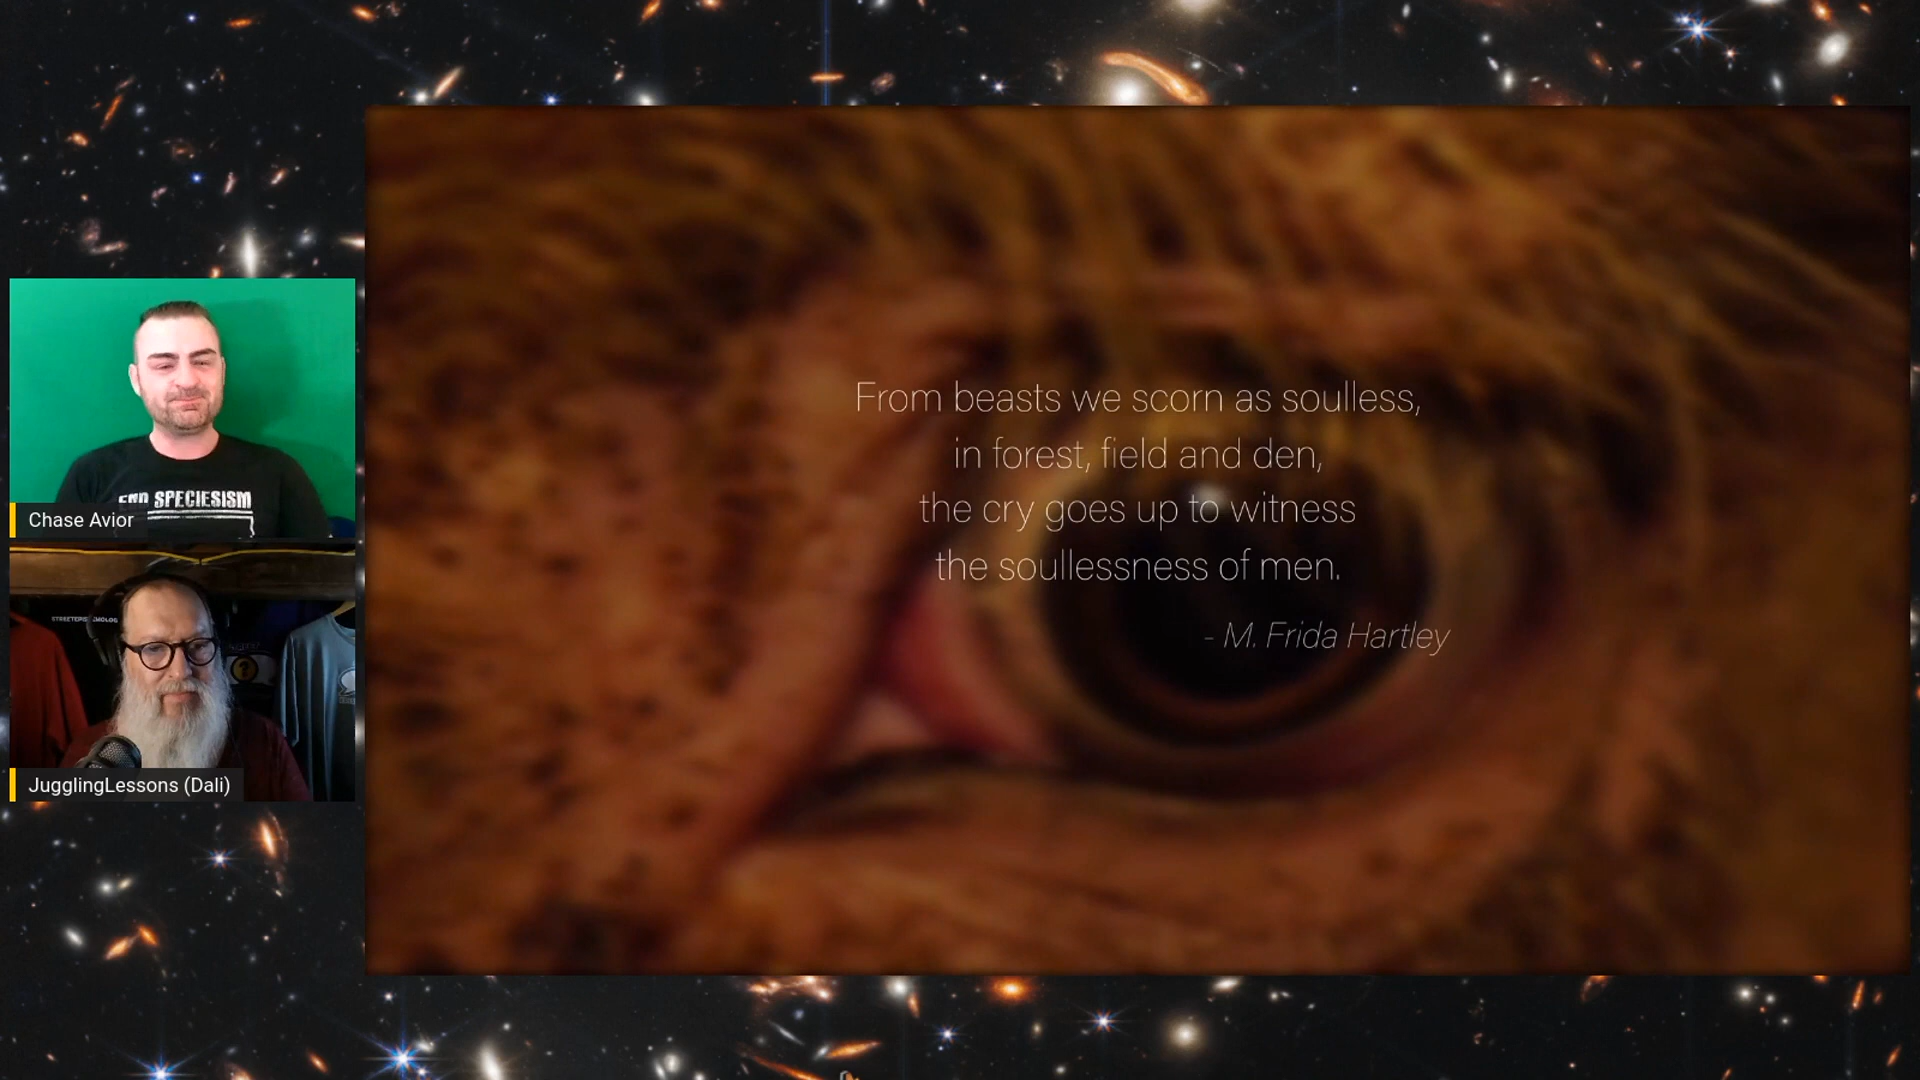 From beasts we scorn as soulless,
in forest, field and den,
the cry goes up to witness
the soullessness of men.
- M. Frida Hartley
END SPECIESISM
Chase Avior
JugglingLessons (Dali)